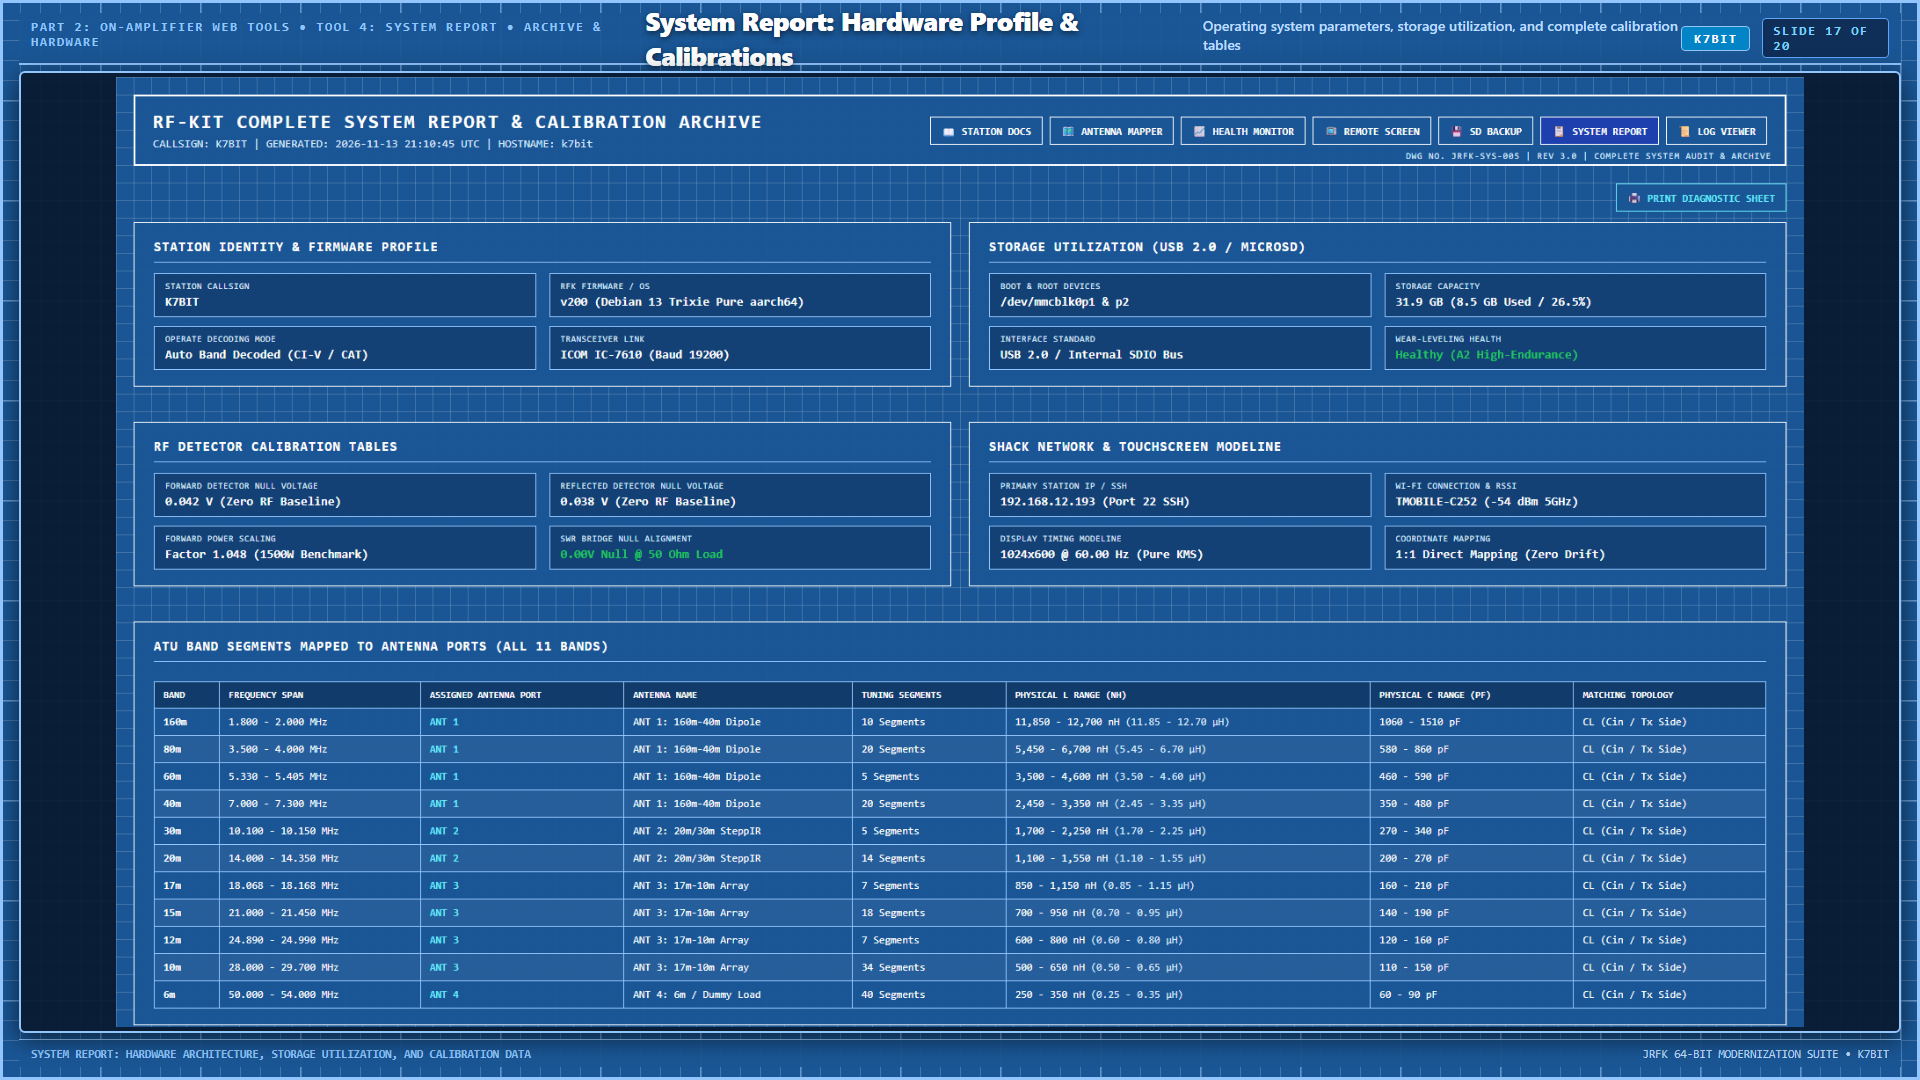 PART 2: ON-AMPLIFIER WEB TOOLS • TOOL 4: SYSTEM REPORT • ARCHIVE &
HARDWARE
System Report: Hardware Profile &
Calibrations
Operating system parameters, storage utilization, and complete calibration
tables
K7BIT
SLIDE 17 OF
20
RF-KIT COMPLETE SYSTEM REPORT & CALIBRATION ARCHIVE
CALLSIGN: K7BIT | GENERATED: 2026-11-13 21:10:45 UTC | HOSTNAME: k7bit
STATION DOCS
ANTENNA MAPPER
HEALTH MONITOR
REMOTE SCREEN
SD BACKUP
SYSTEM REPORT
LOG VIEWER
DWG NO. JRFK-SYS-005 | REV 3.0 | COMPLETE SYSTEM AUDIT & ARCHIVE
PRINT DIAGNOSTIC SHEET
STATION IDENTITY & FIRMWARE PROFILE
STATION CALLSIGN
K7BIT
RFK FIRMWARE / OS
v200 (Debian 13 Trixie Pure aarch64)
OPERATE DECODING MODE
Auto Band Decoded (CI-V / CAT)
TRANSCEIVER LINK
ICOM IC-7610 (Baud 19200)
STORAGE UTILIZATION (USB 2.0 / MICROSD)
BOOT & ROOT DEVICES
/dev/mmcblk0p1 & p2
STORAGE CAPACITY
31.9 GB (8.5 GB Used / 26.5%)
INTERFACE STANDARD
USB 2.0 / Internal SDIO Bus
WEAR-LEVELING HEALTH
Healthy (A2 High-Endurance)
RF DETECTOR CALIBRATION TABLES
FORWARD DETECTOR NULL VOLTAGE
0.042 V (Zero RF Baseline)
REFLECTED DETECTOR NULL VOLTAGE
0.038 V (Zero RF Baseline)
FORWARD POWER SCALING
Factor 1.048 (1500W Benchmark)
SWR BRIDGE NULL ALIGNMENT
0.00V Null @ 50 Ohm Load
SHACK NETWORK & TOUCHSCREEN MODELINE
PRIMARY STATION IP / SSH
192.168.12.193 (Port 22 SSH)
WI-FI CONNECTION & RSSI
TMOBILE-C252 (-54 dBm 5GHz)
DISPLAY TIMING MODELINE
1024x600 @ 60.00 Hz (Pure KMS)
COORDINATE MAPPING
1:1 Direct Mapping (Zero Drift)
ATU BAND SEGMENTS MAPPED TO ANTENNA PORTS (ALL 11 BANDS)
BAND FREQUENCY SPAN ASSIGNED ANTENNA PORT ANTENNA NAME TUNING SEGMENTS PHYSICAL L RANGE (NH) PHYSICAL C RANGE (PF) MATCHING TOPOLOGY
160m 1.800 - 2.000 MHz ANT 1 ANT 1: 160m-40m Dipole 10 Segments 11,850 - 12,700 nH (11.85 - 12.70 µH) 1060 - 1510 pF CL (Cin / Tx Side)
80m 3.500 - 4.000 MHz ANT 1 ANT 1: 160m-40m Dipole 20 Segments 5,450 - 6,700 nH (5.45 - 6.70 µH) 580 - 860 pF CL (Cin / Tx Side)
60m 5.330 - 5.405 MHz ANT 1 ANT 1: 160m-40m Dipole 5 Segments 3,500 - 4,600 nH (3.50 - 4.60 µH) 460 - 590 pF CL (Cin / Tx Side)
40m 7.000 - 7.300 MHz ANT 1 ANT 1: 160m-40m Dipole 20 Segments 2,450 - 3,350 nH (2.45 - 3.35 µH) 350 - 480 pF CL (Cin / Tx Side)
30m 10.100 - 10.150 MHz ANT 2 ANT 2: 20m/30m SteppIR 5 Segments 1,700 - 2,250 nH (1.70 - 2.25 µH) 270 - 340 pF CL (Cin / Tx Side)
20m 14.000 - 14.350 MHz ANT 2 ANT 2: 20m/30m SteppIR 14 Segments 1,100 - 1,550 nH (1.10 - 1.55 µH) 200 - 270 pF CL (Cin / Tx Side)
17m 18.068 - 18.168 MHz ANT 3 ANT 3: 17m-10m Array 7 Segments 850 - 1,150 nH (0.85 - 1.15 µH) 160 - 210 pF CL (Cin / Tx Side)
15m 21.000 - 21.450 MHz ANT 3 ANT 3: 17m-10m Array 18 Segments 700 - 950 nH (0.70 - 0.95 µH) 140 - 190 pF CL (Cin / Tx Side)
12m 24.890 - 24.990 MHz ANT 3 ANT 3: 17m-10m Array 7 Segments 600 - 800 nH (0.60 - 0.80 µH) 120 - 160 pF CL (Cin / Tx Side)
10m 28.000 - 29.700 MHz ANT 3 ANT 3: 17m-10m Array 34 Segments 500 - 650 nH (0.50 - 0.65 µH) 110 - 150 pF CL (Cin / Tx Side)
6m 50.000 - 54.000 MHz ANT 4 ANT 4: 6m / Dummy Load 40 Segments 250 - 350 nH (0.25 - 0.35 µH) 60 - 90 pF CL (Cin / Tx Side)
SYSTEM REPORT: HARDWARE ARCHITECTURE, STORAGE UTILIZATION, AND CALIBRATION DATA
JRFK 64-BIT MODERNIZATION SUITE • K7BIT